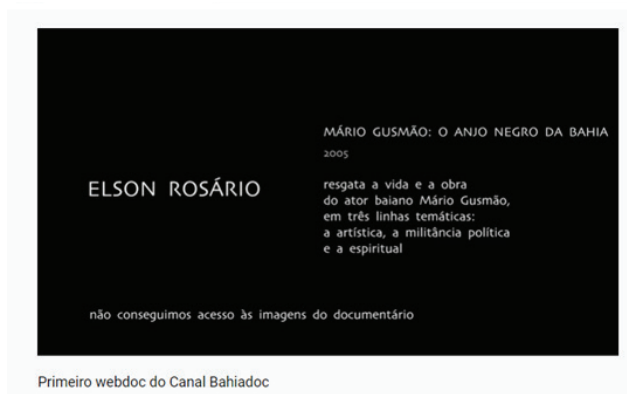 MÁRIO GUSMÃO: O ANJO NEGRO DA BAHIA
2005
ELSON ROSÁRIO
resgata a vida e a obra
do ator baiano Mário Gusmão,
em três linhas temáticas:
a artística, a militância política
e a espiritual
não conseguimos acesso às imagens do documentário
Primeiro webdoc do Canal Bahiadoc